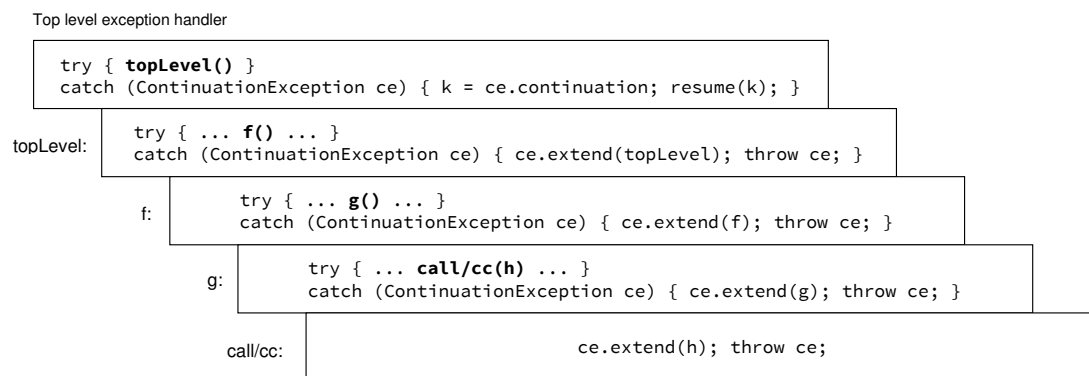 Top level exception handler
try { topLevel() }
catch (ContinuationException ce) { k = ce.continuation; resume(k); }
topLevel:
try { ... f() ... }
catch (ContinuationException ce) { ce.extend(topLevel); throw ce; }
f:
try { ... g() ... }
catch (ContinuationException ce) { ce.extend(f); throw ce; }
g:
try { ... call/cc(h) ... }
catch (ContinuationException ce) { ce.extend(g); throw ce; }
call/cc:
ce.extend(h); throw ce;